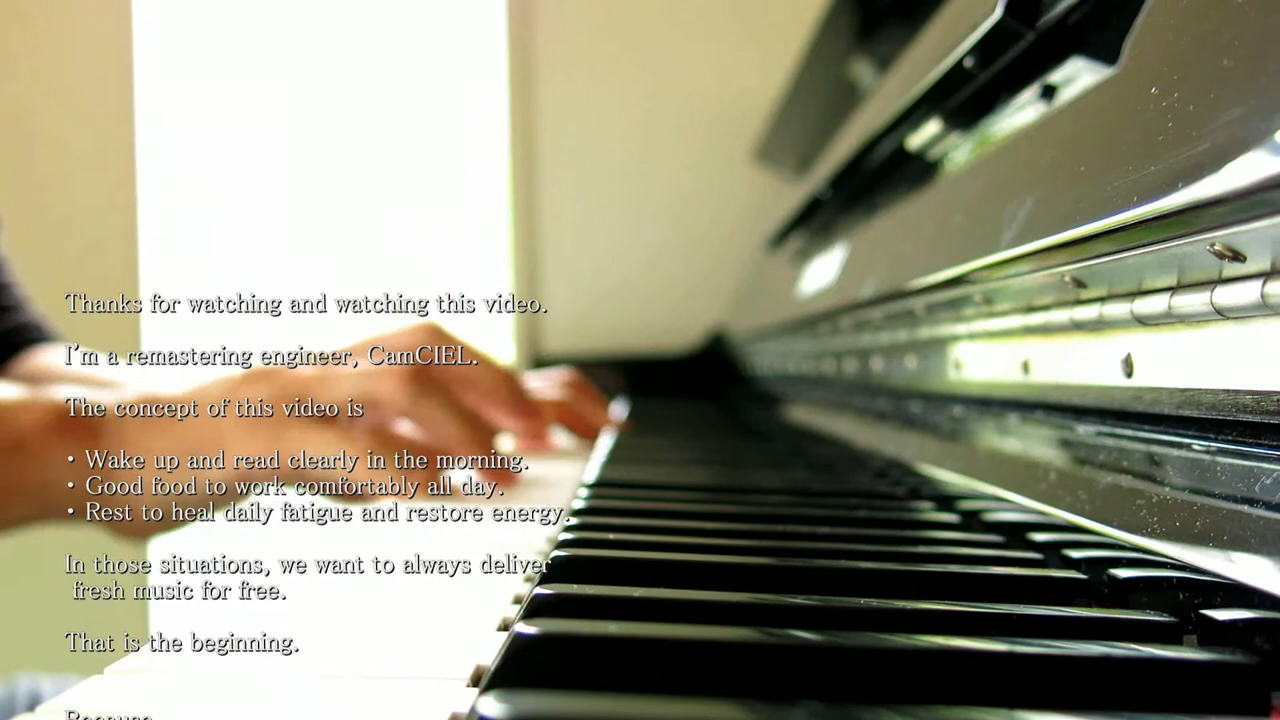 Thanks for watching and watching this video.
I'm a remastering engineer, CamCIEL.
The concept of this video is
・Wake up and read clearly in the morning.
・Good food to work comfortably all day.
・Rest to heal daily fatigue and restore energy.
In those situations, we want to always deliver
fresh music for free.
That is the beginning.
Because